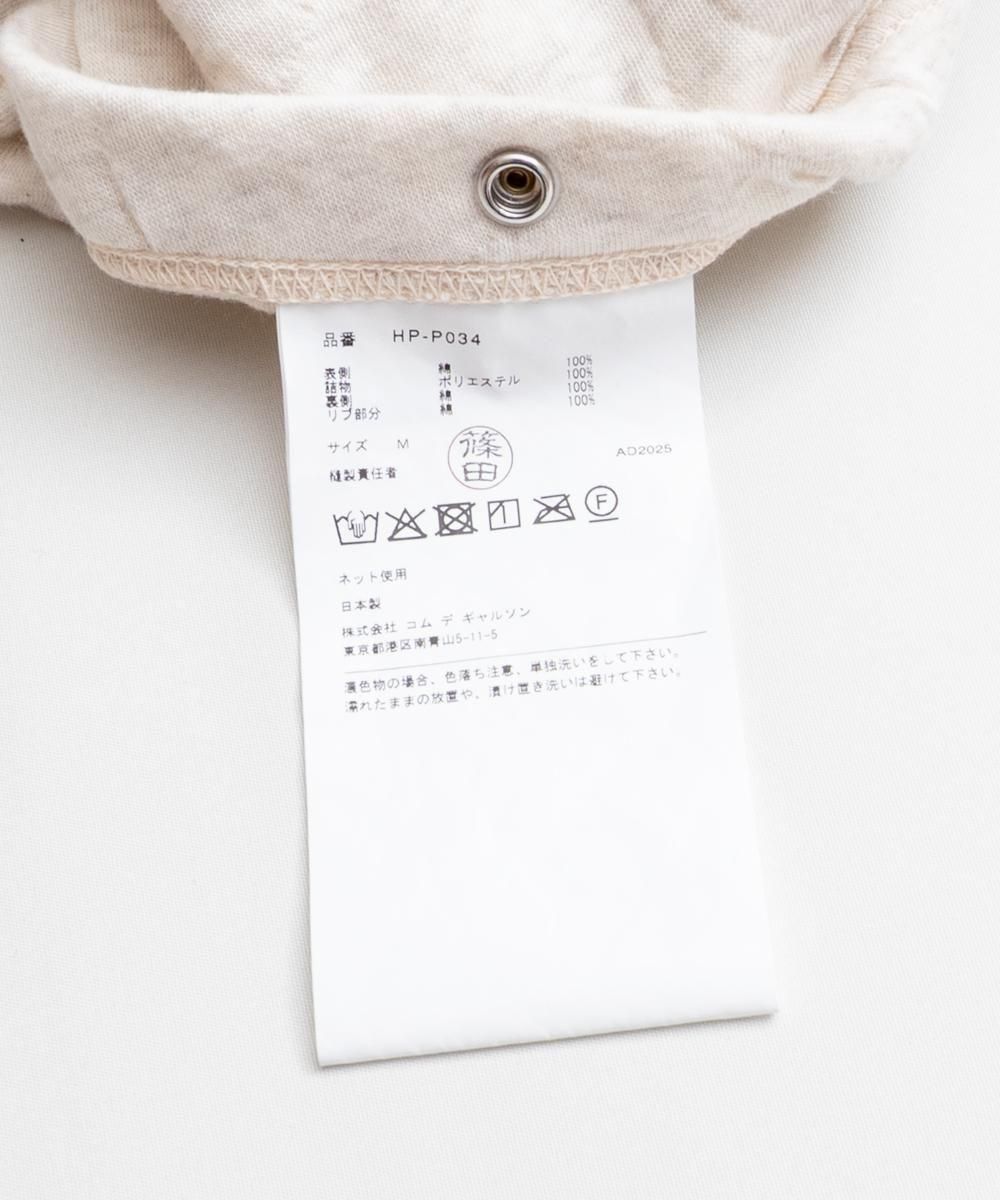 品番 HP-P034
表側 綿 100%
詰物 ポリエステル 100%
裏側 綿 100%
リブ部分 綿 100%
サイズ M
篠田
AD2025
縫製責任者
F
ネット使用
日本製
株式会社 コム デ ギャルソン
東京都港区南青山5-11-5
濃色物の場合、色落ち注意、単独洗いをして下さい。
濡れたままの放置や、漬け置き洗いは避けて下さい。